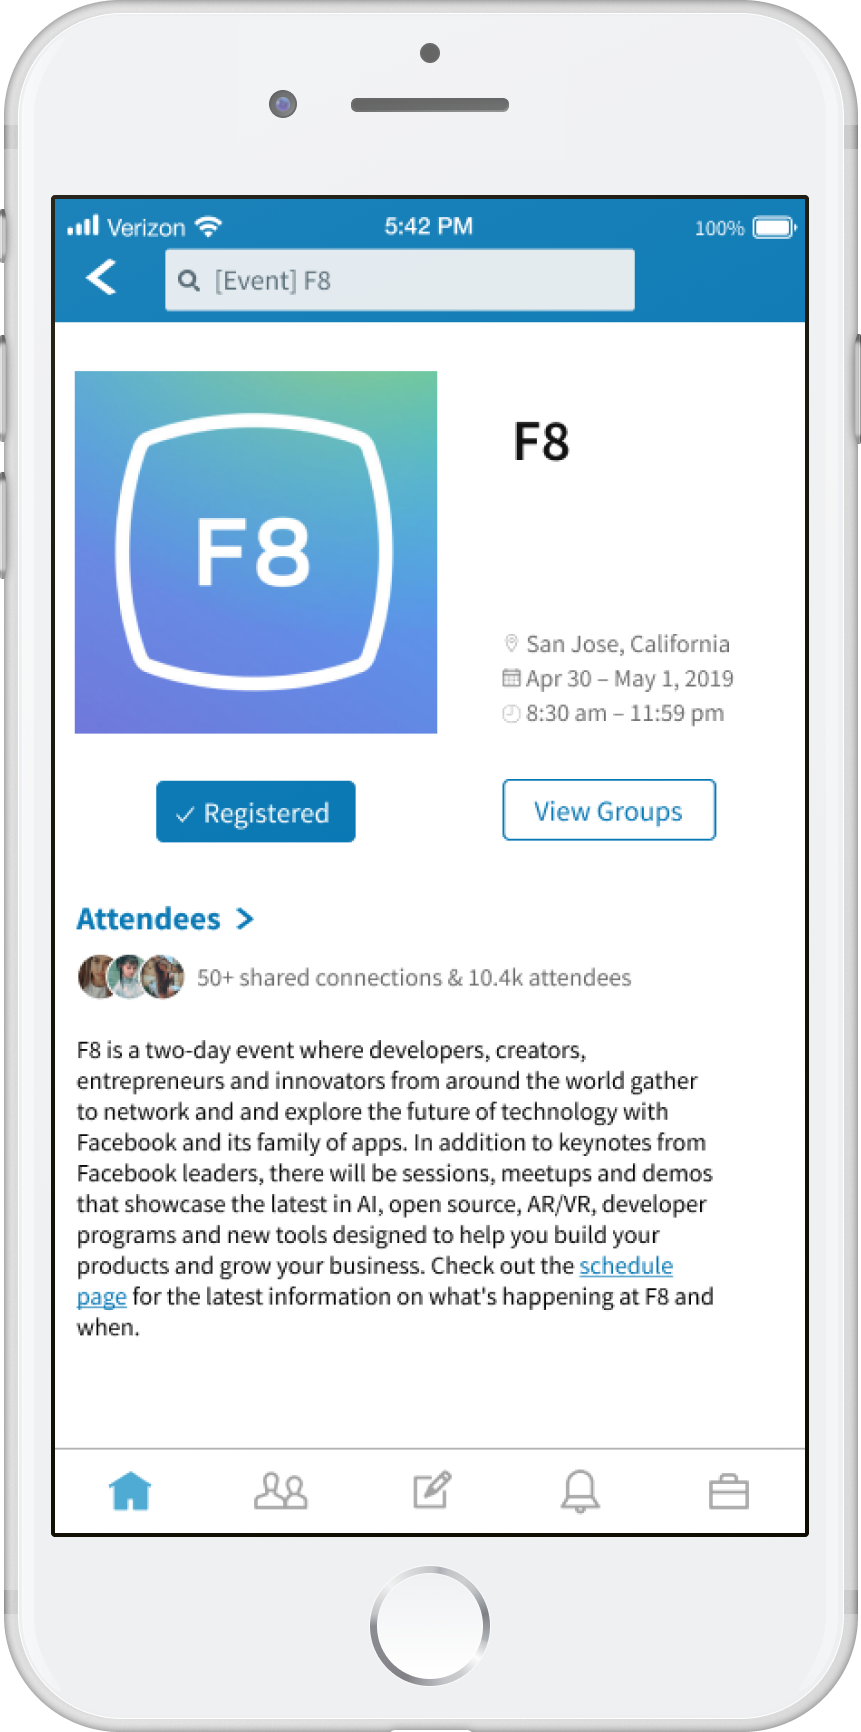 Verizon 5:42 PM 100%
[Event] F8
F8
F8
San Jose, California
Apr 30 – May 1, 2019
8:30 am – 11:59 pm
Registered
View Groups
Attendees
50+ shared connections & 10.4k attendees
F8 is a two-day event where developers, creators,
entrepreneurs and innovators from around the world gather
to network and and explore the future of technology with
Facebook and its family of apps. In addition to keynotes from
Facebook leaders, there will be sessions, meetups and demos
that showcase the latest in AI, open source, AR/VR, developer
programs and new tools designed to help you build your
products and grow your business. Check out the schedule
page for the latest information on what's happening at F8 and
when.